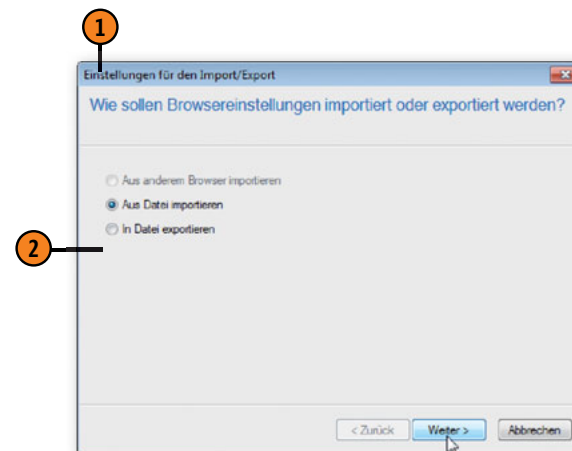 1
Einstellungen für den Import/Export
Wie sollen Browsereinstellungen importiert oder exportiert werden?
Aus anderem Browser importieren
Aus Datei importieren
In Datei exportieren
2
< Zurück Weiter > Abbrechen